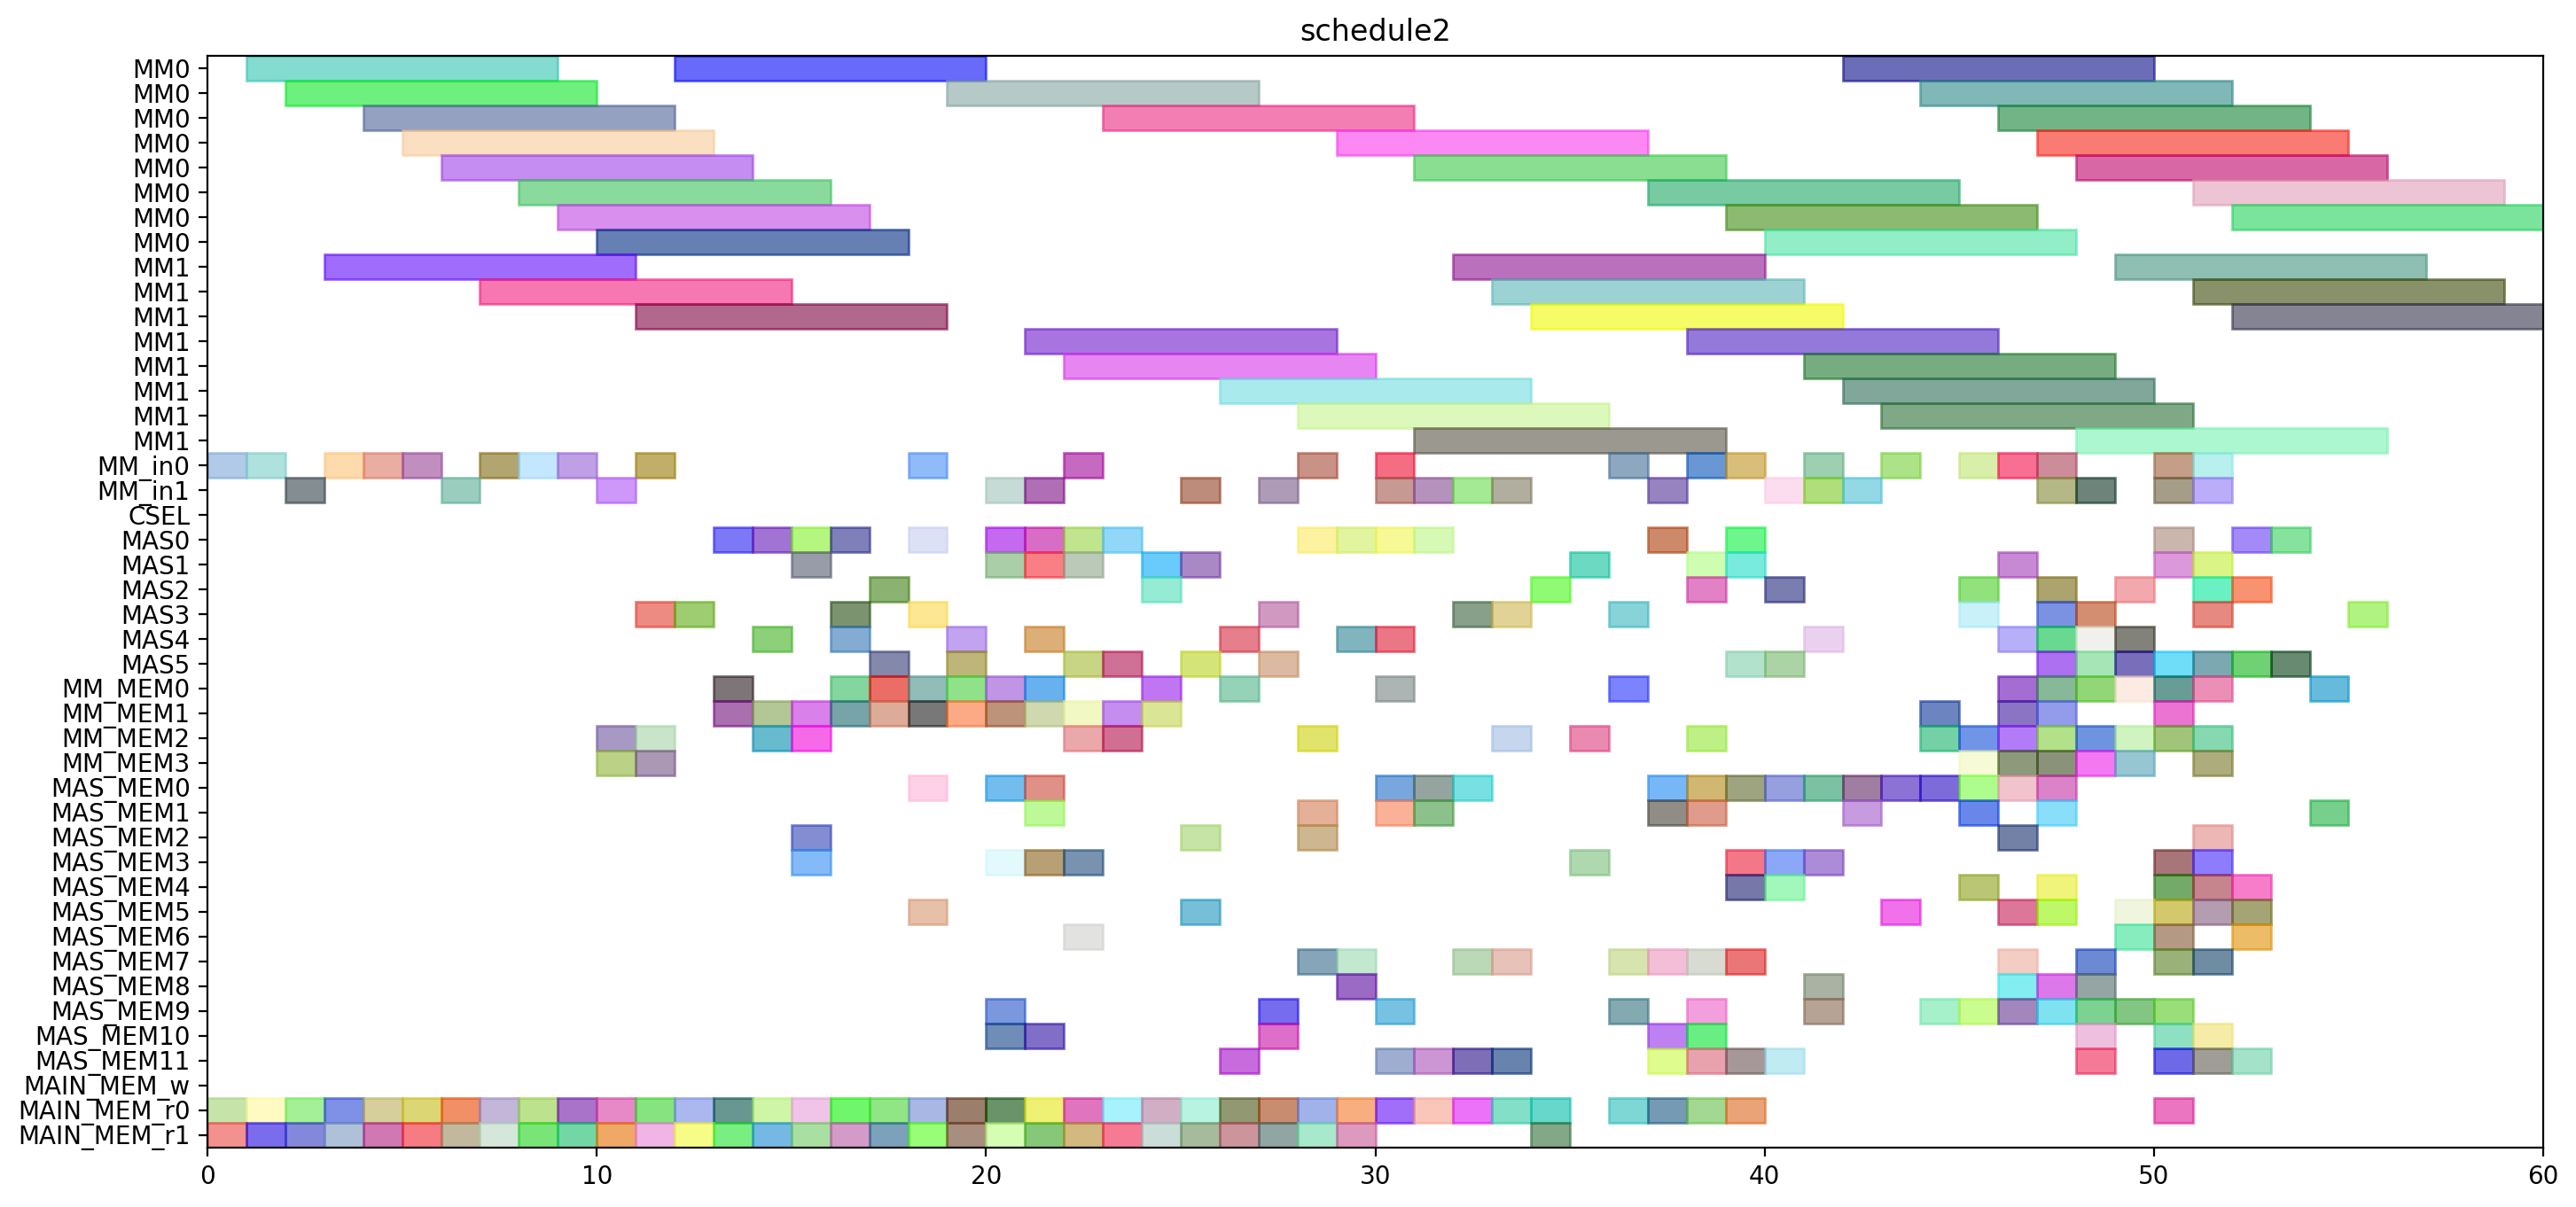 schedule2
MM0
MM0
MM0
MM0
MM0
MM0
MM0
MM0
MM1
MM1
MM1
MM1
MM1
MM1
MM1
MM1
MM_in0
MM_in1
CSEL
MAS0
MAS1
MAS2
MAS3
MAS4
MAS5
MM_MEM0
MM_MEM1
MM_MEM2
MM_MEM3
MAS_MEM0
MAS_MEM1
MAS_MEM2
MAS_MEM3
MAS_MEM4
MAS_MEM5
MAS_MEM6
MAS_MEM7
MAS_MEM8
MAS_MEM9
MAS_MEM10
MAS_MEM11
MAIN_MEM_w
MAIN_MEM_r0
MAIN_MEM_r1
0 10 20 30 40 50 60